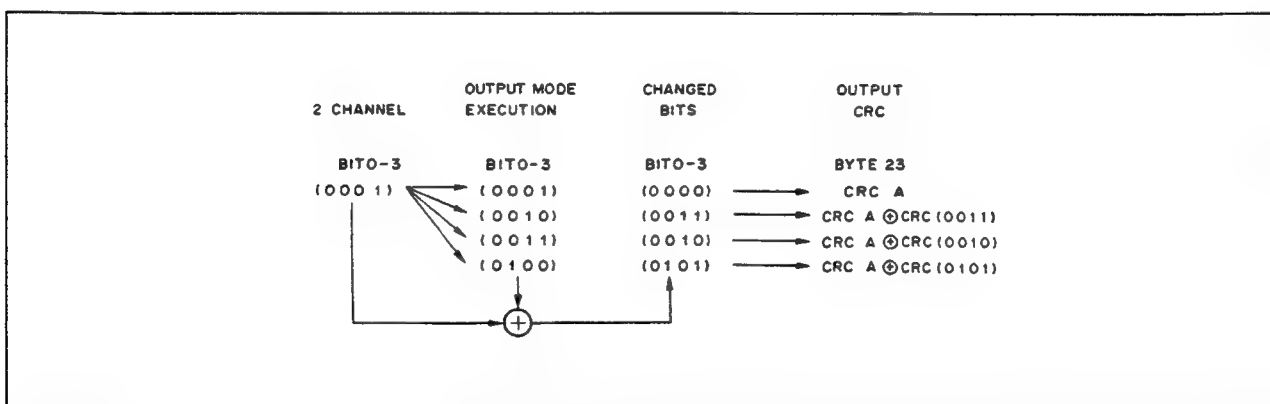 OUTPUT MODE CHANGED OUTPUT
2 CHANNEL EXECUTION BITS CRC
BIT0-3 BIT0-3 BIT0-3 BYTE 23
(0001) (0001) (0000) CRC A
(0010) (0011) CRC A ⊕ CRC (0011)
(0011) (0010) CRC A ⊕ CRC (0010)
(0100) (0101) CRC A ⊕ CRC (0101)
⊕